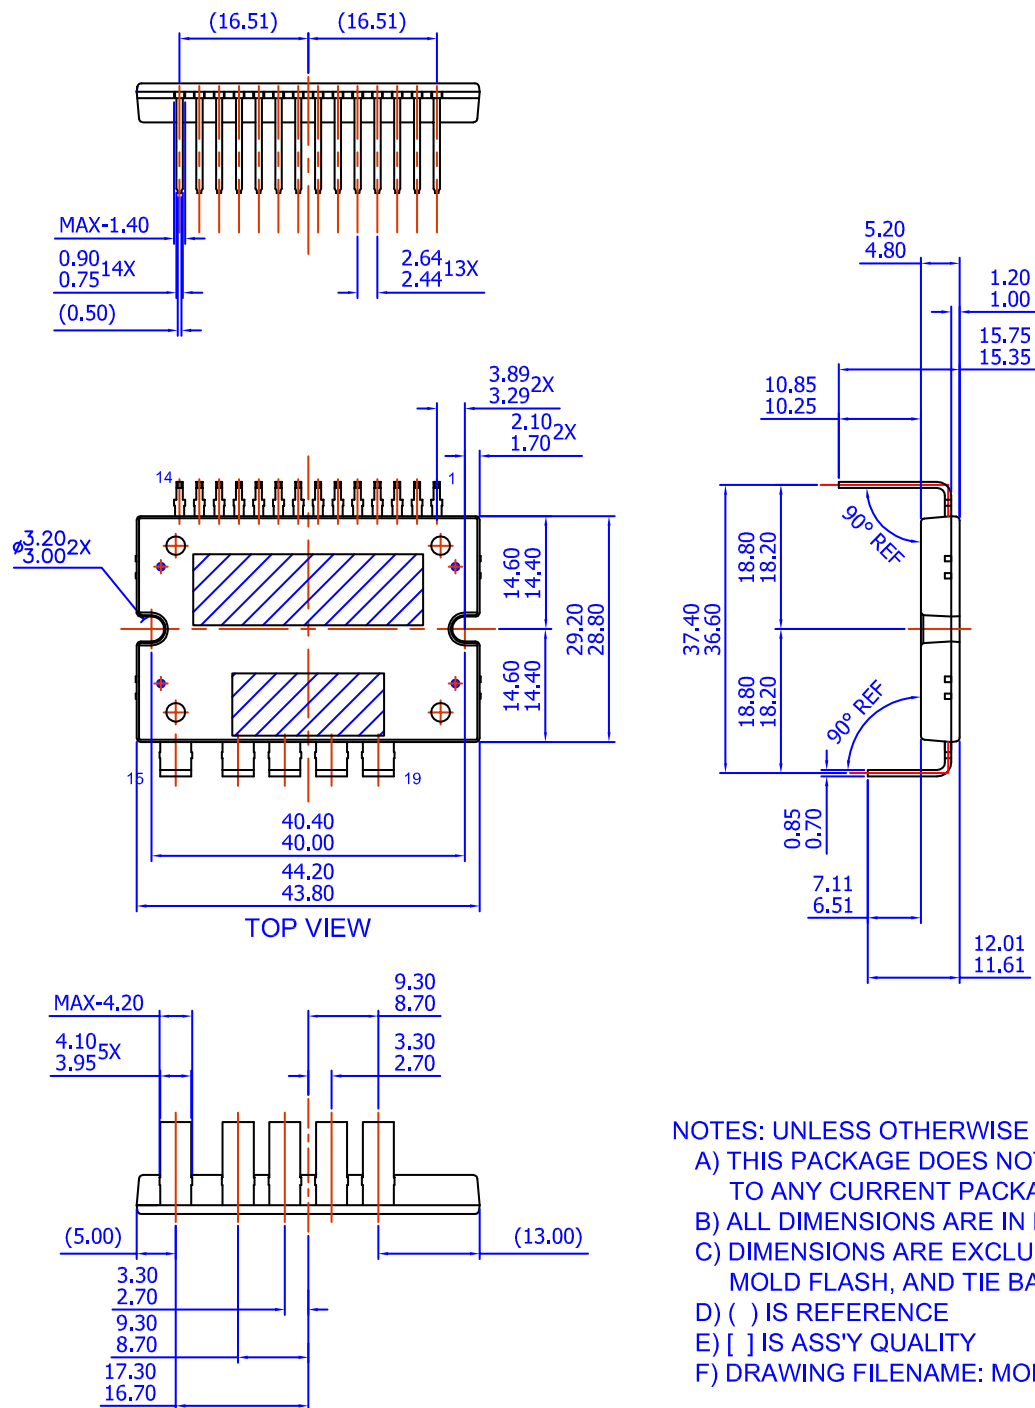 (16.51)
(16.51)
MAX-1.40
0.90
0.75
14X
(0.50)
2.64
2.44
13X
5.20
4.80
1.20
1.00
15.75
15.35
10.85
10.25
3.89
3.29
2X
2.10
1.70
2X
14
1
ø3.20
3.00
2X
14.60
14.40
29.20
28.80
14.60
14.40
90° REF
18.80
18.20
37.40
36.60
18.80
18.20
90° REF
15
19
40.40
40.00
44.20
43.80
TOP VIEW
0.85
0.70
7.11
6.51
12.01
11.61
MAX-4.20
4.10
3.95
5X
9.30
8.70
3.30
2.70
(5.00)
(13.00)
3.30
2.70
9.30
8.70
17.30
16.70
NOTES: UNLESS OTHERWISE
A) THIS PACKAGE DOES NOT
TO ANY CURRENT PACKA
B) ALL DIMENSIONS ARE IN
C) DIMENSIONS ARE EXCLU
MOLD FLASH, AND TIE BA
D) ( ) IS REFERENCE
E) [ ] IS ASS'Y QUALITY
F) DRAWING FILENAME: MO